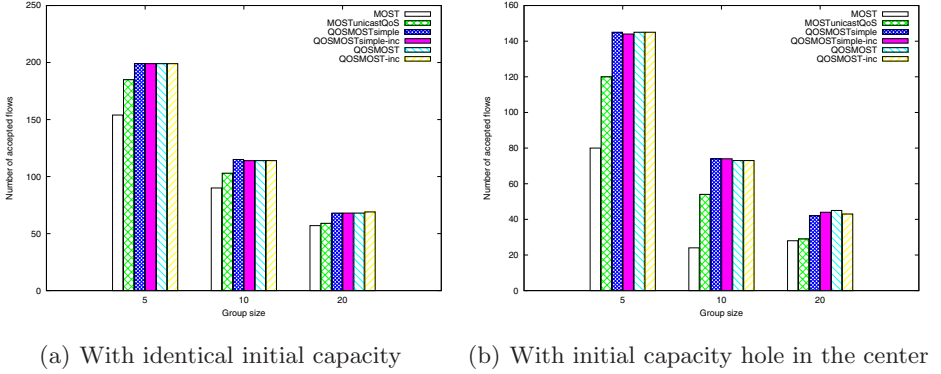 250
200
150
100
50
0
Number of accepted flows
5
10
20
Group size
MOST
MOSTunicastQoS
QOSMOSTsimple
QOSMOSTsimple-inc
QOSMOST
QOSMOST-inc
(a) With identical initial capacity
160
140
120
100
80
60
40
20
0
Number of accepted flows
5
10
20
Group size
MOST
MOSTunicastQoS
QOSMOSTsimple
QOSMOSTsimple-inc
QOSMOST
QOSMOST-inc
(b) With initial capacity hole in the center